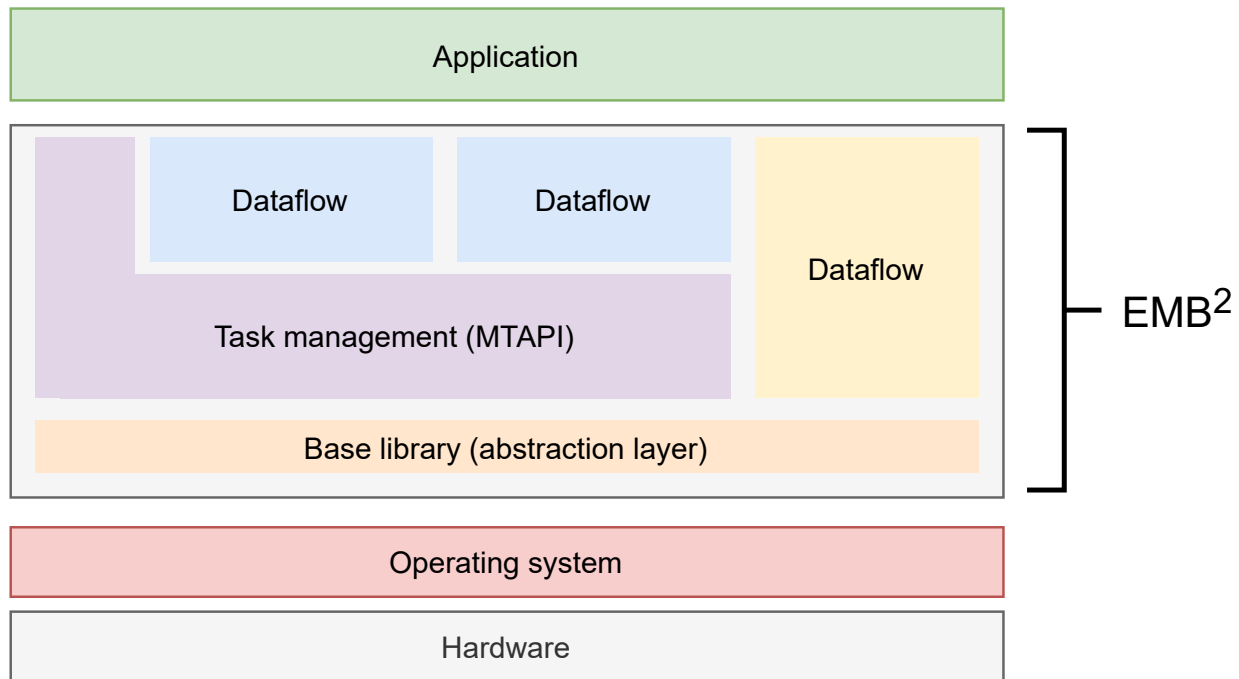 Application
Dataflow
Dataflow
Dataflow
Task management (MTAPI)
Base library (abstraction layer)
EMB²
Operating system
Hardware